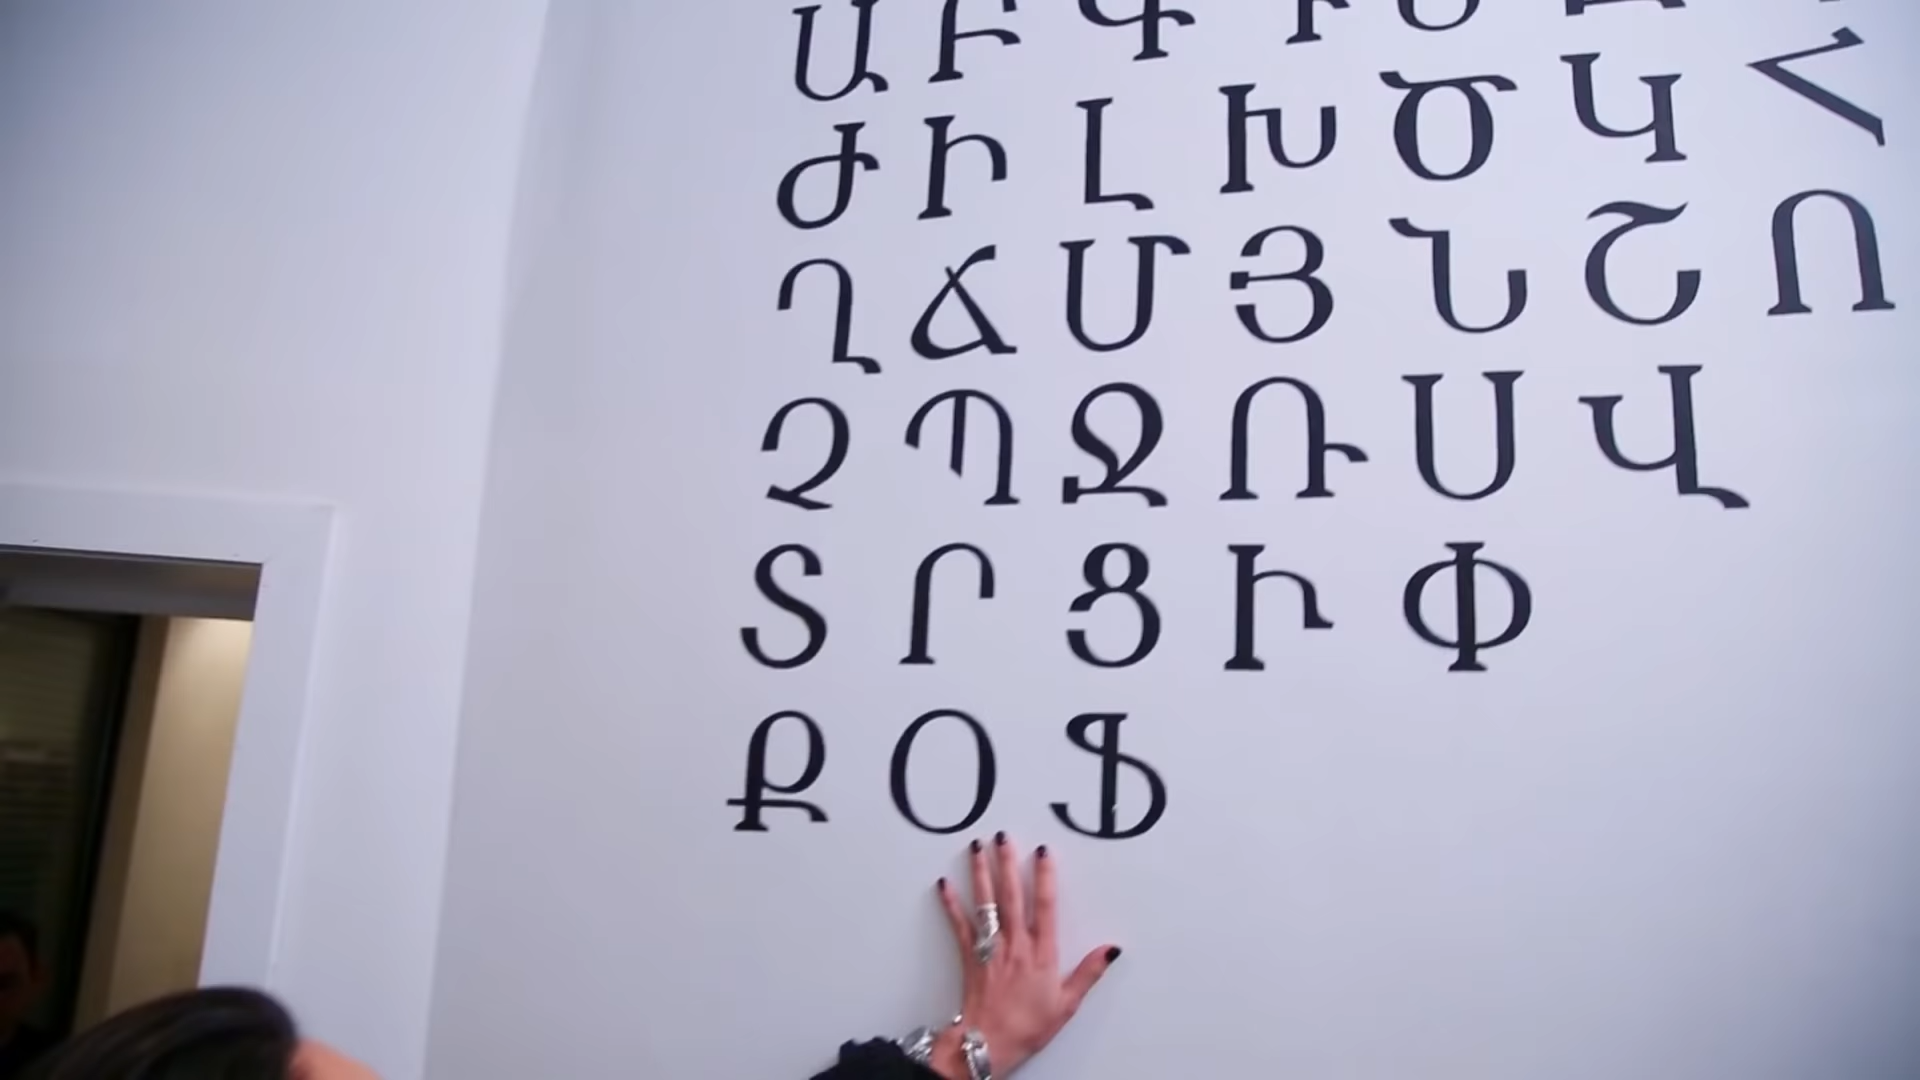 Ա Բ Գ
Ժ Ի Լ Խ Ծ Կ Հ
Ղ Ճ Մ Յ Ն Շ Ո
Չ Պ Ջ Ռ Ս Վ
Տ Ր Ց Ւ Փ
Ք Օ Ֆ